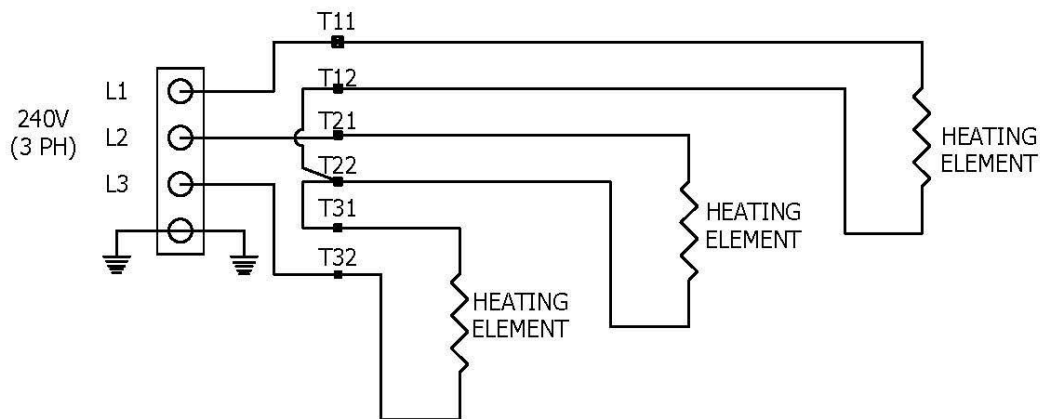 T11
T12
L1
240V
(3 PH)
L2
T21
HEATING
ELEMENT
T22
L3
T31
HEATING
ELEMENT
T32
HEATING
ELEMENT